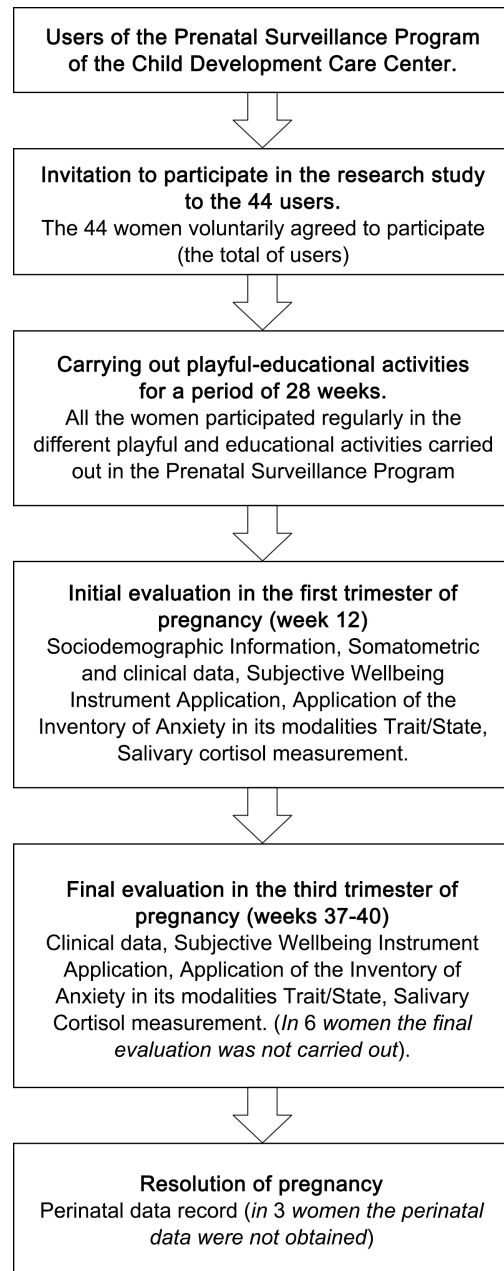 Users of the Prenatal Surveillance Program
of the Child Development Care Center.
Invitation to participate in the research study
to the 44 users.
The 44 women voluntarily agreed to participate
(the total of users)
Carrying out playful-educational activities
for a period of 28 weeks.
All the women participated regularly in the
different playful and educational activities carried
out in the Prenatal Surveillance Program
Initial evaluation in the first trimester of
pregnancy (week 12)
Sociodemographic Information, Somatometric
and clinical data, Subjective Wellbeing
Instrument Application, Application of the
Inventory of Anxiety in its modalities Trait/State,
Salivary cortisol measurement.
Final evaluation in the third trimester of
pregnancy (weeks 37-40)
Clinical data, Subjective Wellbeing Instrument
Application, Application of the Inventory of
Anxiety in its modalities Trait/State, Salivary
Cortisol measurement. (In 6 women the final
evaluation was not carried out).
Resolution of pregnancy
Perinatal data record (in 3 women the perinatal
data were not obtained)